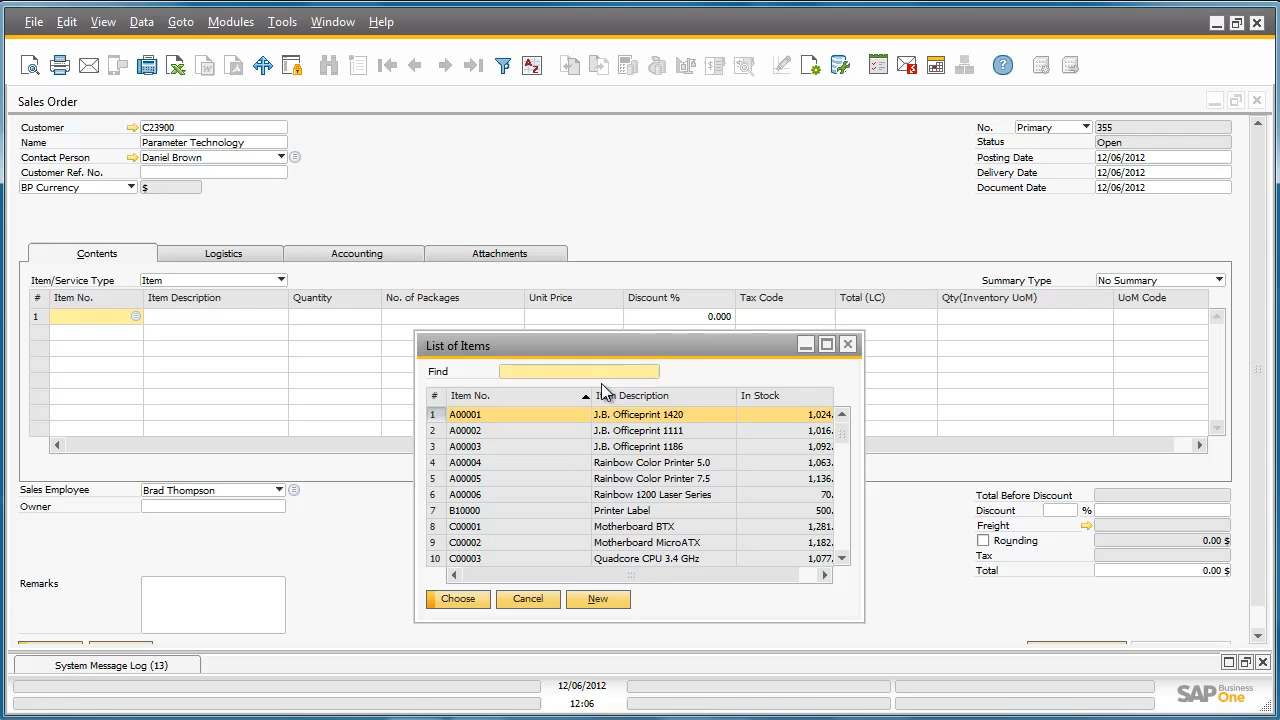 File Edit View Data Goto Modules Tools Window Help
Sales Order
Customer C23900 No. Primary 355
Name Parameter Technology Status Open
Contact Person Daniel Brown Posting Date 12/06/2012
Customer Ref. No. Delivery Date 12/06/2012
BP Currency $ Document Date 12/06/2012
Contents Logistics Accounting Attachments
Item/Service Type Item Summary Type No Summary
# Item No. Item Description Quantity No. of Packages Unit Price Discount % Tax Code Total (LC) Qty(Inventory UoM) UoM Code
1 0.000
List of Items
Find
# Item No. Item Description In Stock
1 A00001 J.B. Officeprint 1420 1,024.
2 A00002 J.B. Officeprint 1111 1,016.
3 A00003 J.B. Officeprint 1186 1,092.
4 A00004 Rainbow Color Printer 5.0 1,063.
5 A00005 Rainbow Color Printer 7.5 1,136.
6 A00006 Rainbow 1200 Laser Series 70.
7 B10000 Printer Label 500.
8 C00001 Motherboard BTX 1,281.
9 C00002 Motherboard MicroATX 1,182.
10 C00003 Quadcore CPU 3.4 GHz 1,077.
Choose Cancel New
Sales Employee Brad Thompson
Owner
Remarks
Total Before Discount
Discount %
Freight
Rounding 0.00 $
Tax
Total 0.00 $
System Message Log (13)
12/06/2012
12:06
SAP Business One